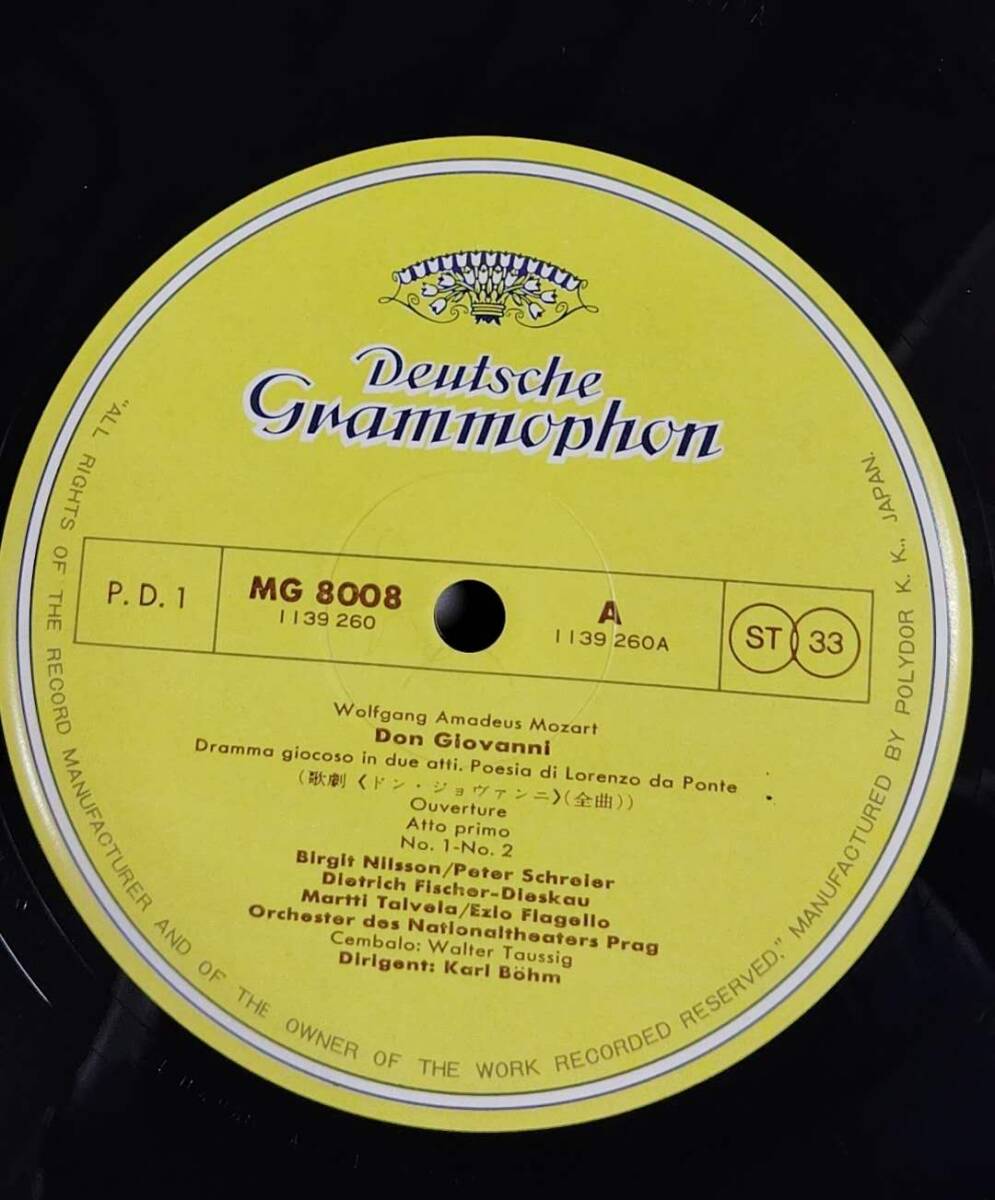 Deutsche
Grammophon
P. D. 1
MG 8008
1139 260
A
1139 260A
ST 33
Wolfgang Amadeus Mozart
Don Giovanni
Dramma giocoso in due atti. Poesia di Lorenzo da Ponte
(歌劇《ドン・ジョヴァンニ》(全曲))
Ouverture
Atto primo
No. 1-No. 2
Birgit Nilsson/Peter Schreier
Dietrich Fischer-Dieskau
Martti Talvela/Ezio Flagello
Orchester des Nationaltheaters Prag
Cembalo: Walter Taussig
Dirigent: Karl Böhm
"ALL RIGHTS OF THE RECORD MANUFACTURER AND OF THE OWNER OF THE WORK RECORDED RESERVED," MANUFACTURED BY POLYDOR K. K., JAPAN.